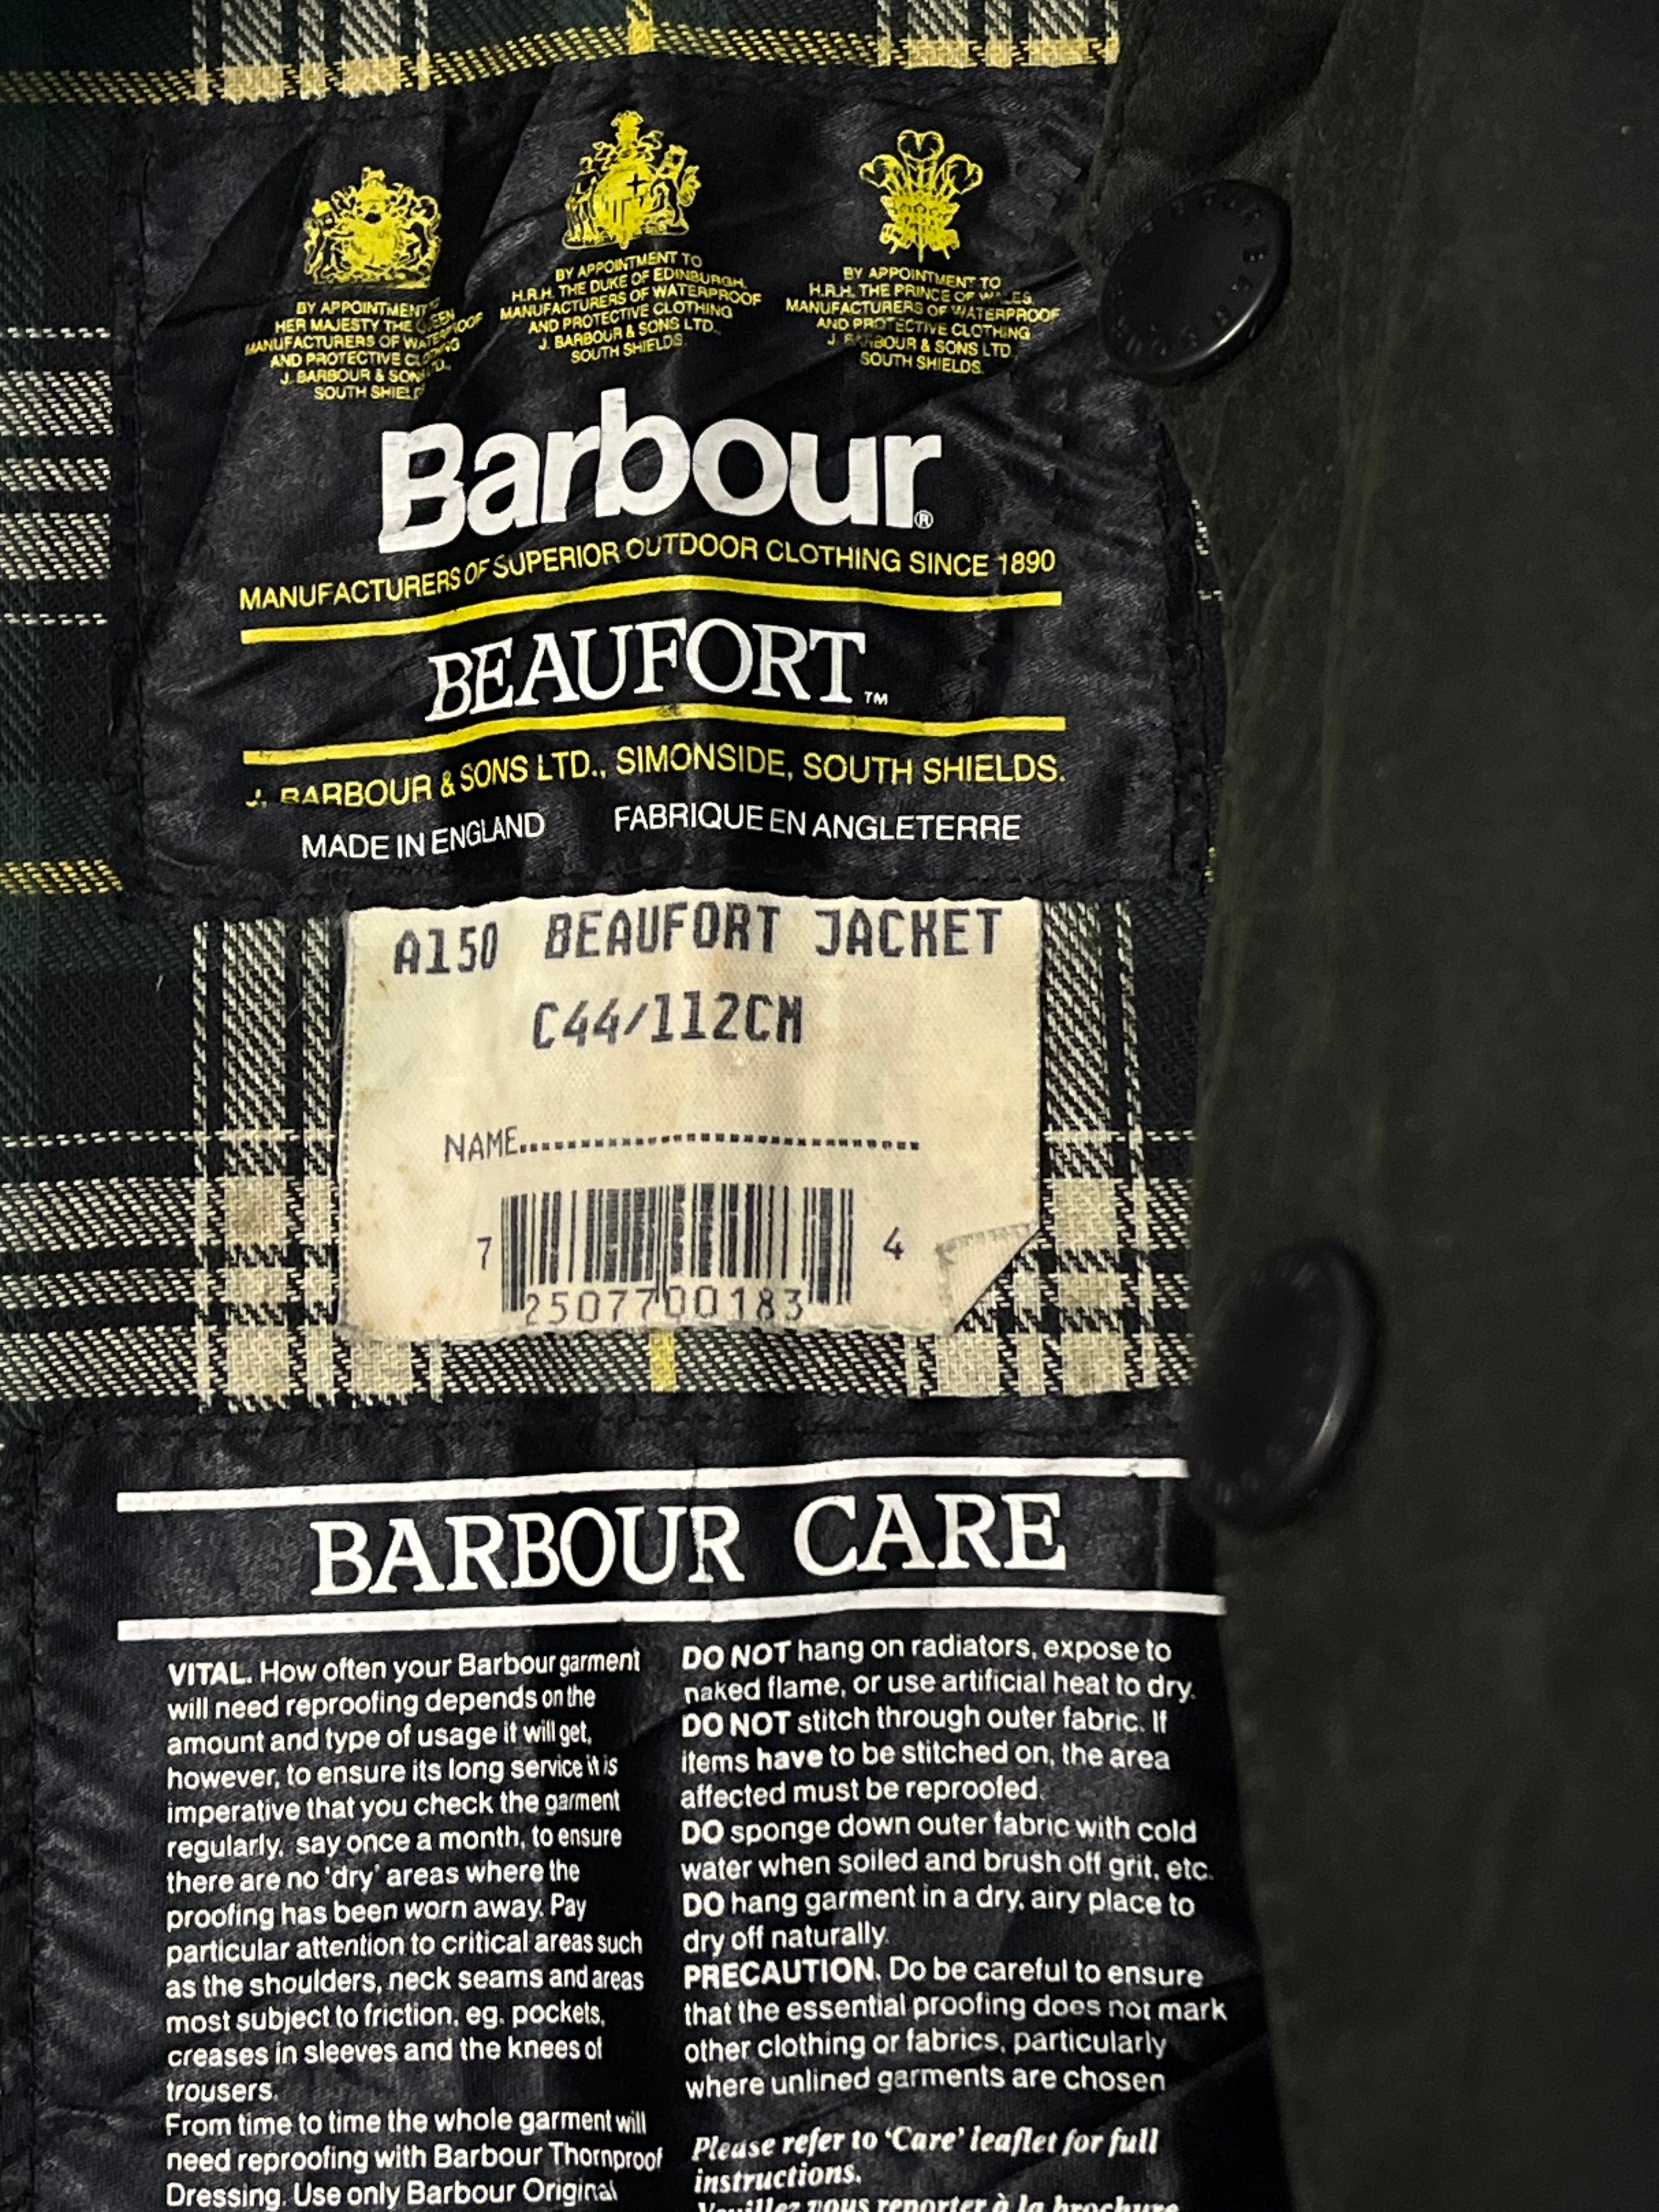 BY APPOINTMENT TO
HER MAJESTY THE QUEEN
MANUFACTURERS OF WATERPROOF
AND PROTECTIVE CLOTHING
J. BARBOUR & SONS LTD.,
SOUTH SHIELDS
BY APPOINTMENT TO
H.R.H. THE DUKE OF EDINBURGH,
MANUFACTURERS OF WATERPROOF
AND PROTECTIVE CLOTHING
J. BARBOUR & SONS LTD.,
SOUTH SHIELDS.
BY APPOINTMENT TO
H.R.H. THE PRINCE OF WALES.
MANUFACTURERS OF WATERPROOF
AND PROTECTIVE CLOTHING
J. BARBOUR & SONS LTD.,
SOUTH SHIELDS.
Barbour®
MANUFACTURERS OF SUPERIOR OUTDOOR CLOTHING SINCE 1890
BEAUFORT™
J. BARBOUR & SONS LTD., SIMONSIDE, SOUTH SHIELDS.
MADE IN ENGLAND FABRIQUE EN ANGLETERRE
A150 BEAUFORT JACKET
C44/112CM
NAME........................................
7 25077 00183 4
BARBOUR CARE
VITAL. How often your Barbour garment
will need reproofing depends on the
amount and type of usage it will get,
however, to ensure its long service it is
imperative that you check the garment
regularly, say once a month, to ensure
there are no 'dry' areas where the
proofing has been worn away. Pay
particular attention to critical areas such
as the shoulders, neck seams and areas
most subject to friction, eg. pockets,
creases in sleeves and the knees of
trousers.
From time to time the whole garment will
need reproofing with Barbour Thornproof
Dressing. Use only Barbour Original
DO NOT hang on radiators, expose to
naked flame, or use artificial heat to dry.
DO NOT stitch through outer fabric. If
items have to be stitched on, the area
affected must be reproofed.
DO sponge down outer fabric with cold
water when soiled and brush off grit, etc.
DO hang garment in a dry, airy place to
dry off naturally.
PRECAUTION. Do be careful to ensure
that the essential proofing does not mark
other clothing or fabrics, particularly
where unlined garments are chosen
Please refer to 'Care' leaflet for full
instructions.
Veuillez vous reporter à la brochure